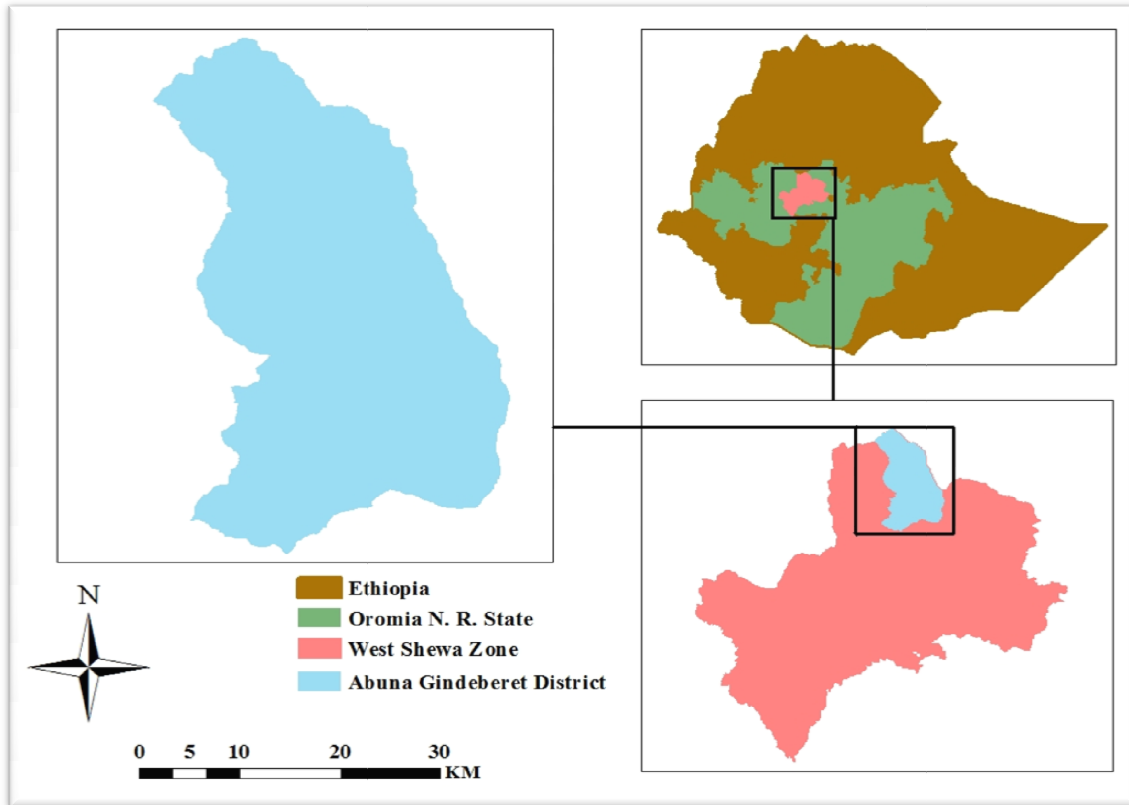 Ethiopia
Oromia N. R. State
West Shewa Zone
Abuna Gindeberet District
N
0 5 10 20 30
KM